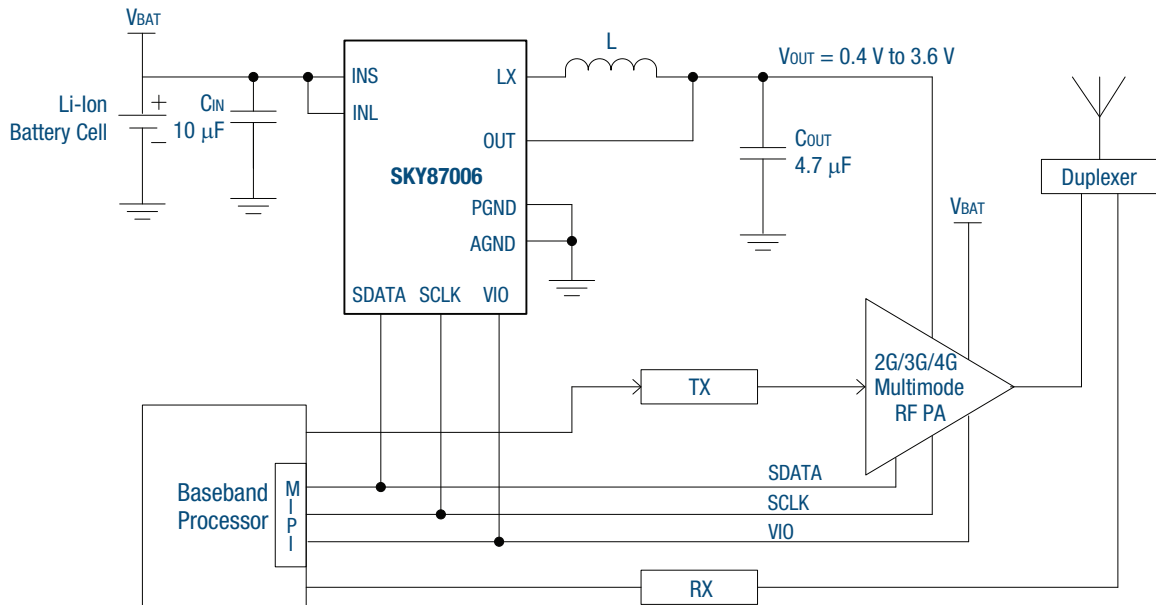 VBAT
Li-Ion
Battery Cell
+
−
CIN
10 μF
INS
INL
LX
OUT
SKY87006
PGND
AGND
SDATA SCLK VIO
L
VOUT = 0.4 V to 3.6 V
COUT
4.7 μF
Duplexer
VBAT
2G/3G/4G
Multimode
RF PA
TX
Baseband
Processor
M
I
P
I
SDATA
SCLK
VIO
RX